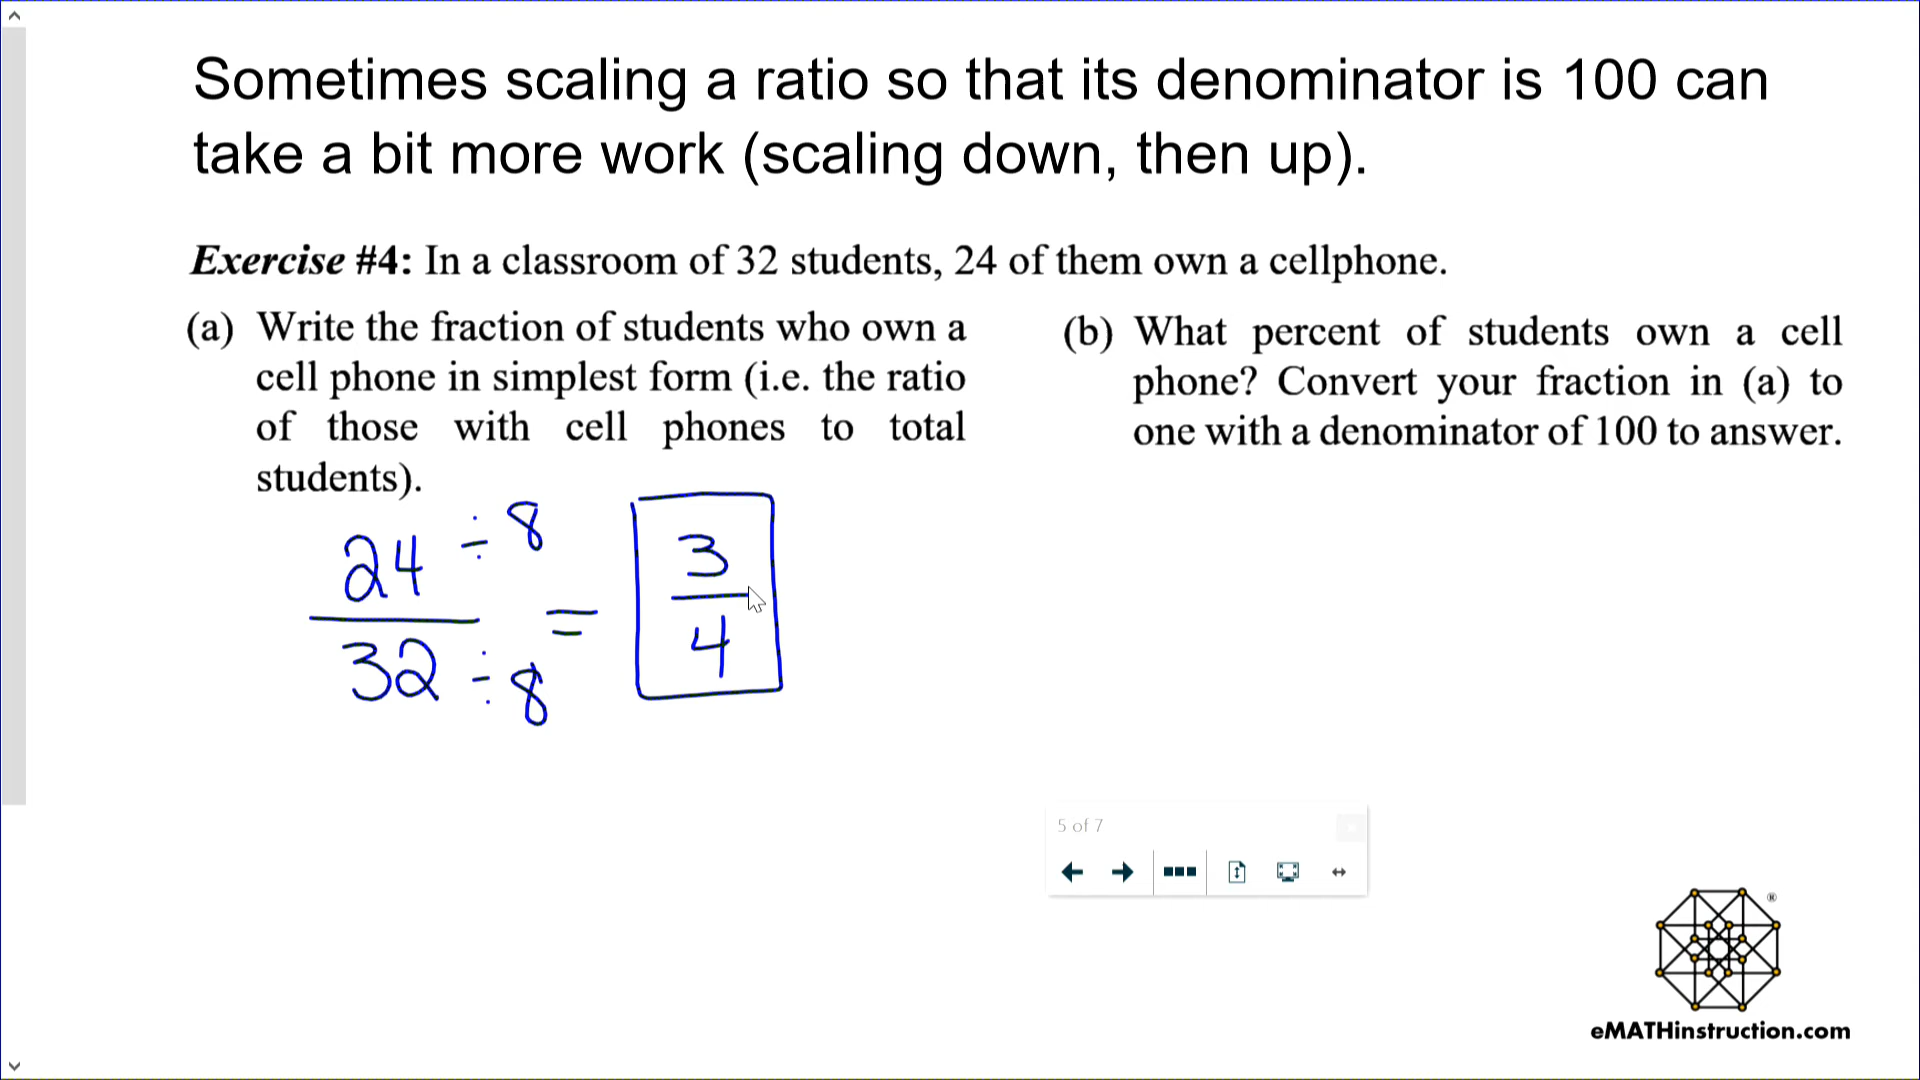 Sometimes scaling a ratio so that its denominator is 100 can
take a bit more work (scaling down, then up).
Exercise #4: In a classroom of 32 students, 24 of them own a cellphone.
(a) Write the fraction of students who own a
cell phone in simplest form (i.e. the ratio
of those with cell phones to total
students).
24 ÷ 8
32 ÷ 8
=
3
4
(b) What percent of students own a cell
phone? Convert your fraction in (a) to
one with a denominator of 100 to answer.
5 of 7
®
eMATHinstruction.com